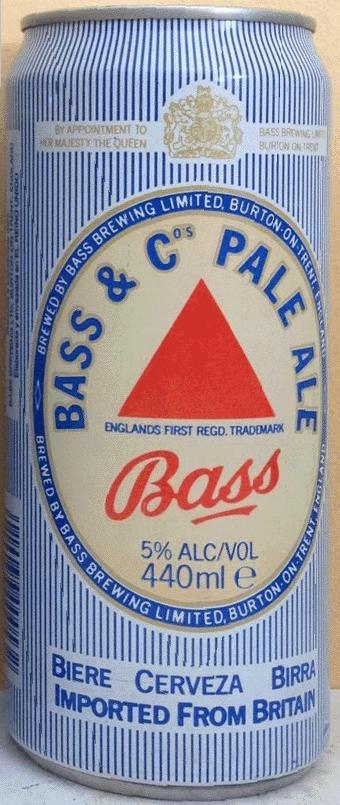 BY APPOINTMENT TO
HER MAJESTY THE QUEEN
BASS BREWING
BURTON ON TRENT
BREWED BY BASS BREWING LIMITED, BURTON-ON-TRENT, ENGLAND
BASS & Cº'S PALE ALE
ENGLANDS FIRST REGD. TRADEMARK
Bass
5% ALC/VOL
440ml e
BREWED BY BASS BREWING LIMITED, BURTON-ON-TRENT ENGLAND
BIERE CERVEZA BIRRA
IMPORTED FROM BRITAIN